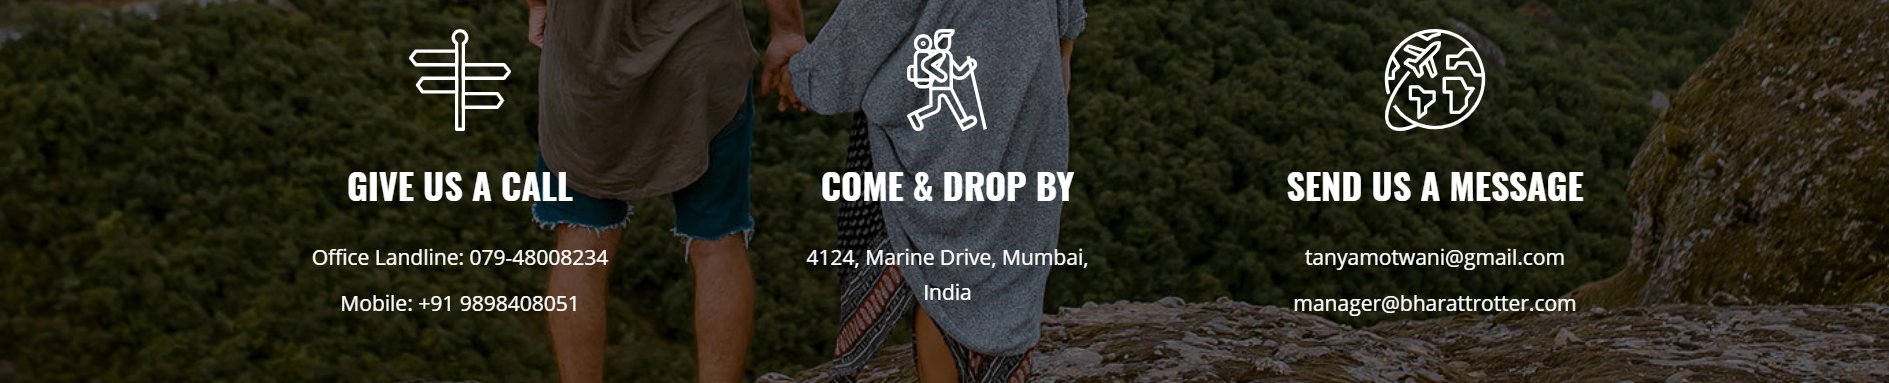 GIVE US A CALL
Office Landline: 079-48008234
Mobile: +91 9898408051
COME & DROP BY
4124, Marine Drive, Mumbai,
India
SEND US A MESSAGE
tanyamotwani@gmail.com
manager@bharattrotter.com